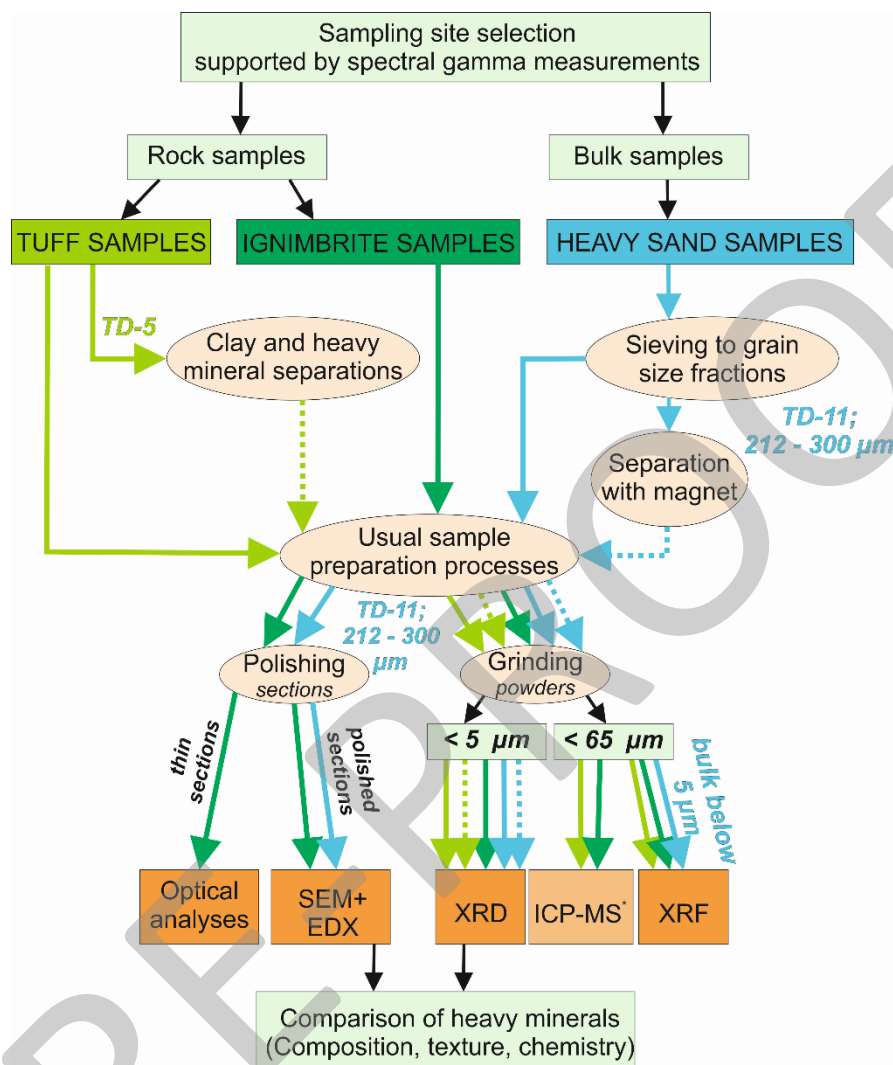 Sampling site selection
supported by spectral gamma measurements
Rock samples
Bulk samples
TUFF SAMPLES
IGNIMBRITE SAMPLES
HEAVY SAND SAMPLES
TD-5
Clay and heavy
mineral separations
Sieving to grain
size fractions
TD-11;
212 - 300 µm
Separation
with magnet
Usual sample
preparation processes
TD-11;
212 - 300
µm
Polishing
sections
Grinding
powders
< 5 µm
< 65 µm
thin
sections
polished
sections
bulk below
5 µm
Optical
analyses
SEM+
EDX
XRD
ICP-MS*
XRF
Comparison of heavy minerals
(Composition, texture, chemistry)
PRE-PROOF